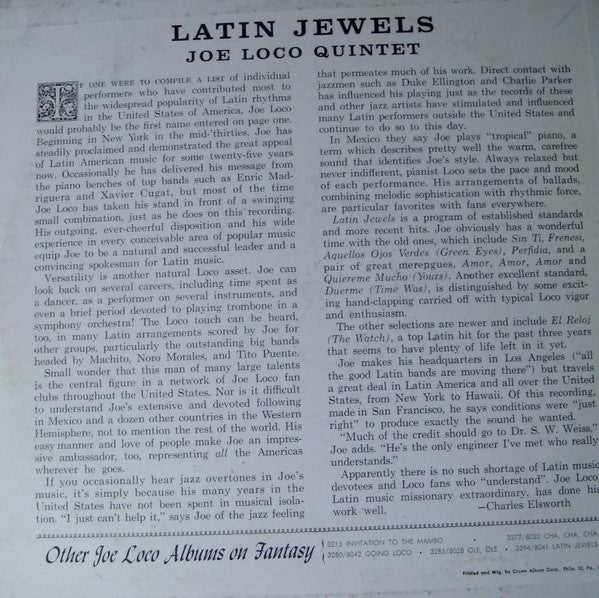 LATIN JEWELS
JOE LOCO QUINTET
IF ONE WERE TO COMPILE A LIST of individual
performers who have contributed most to
the widespread popularity of Latin rhythms
in the United States of America, Joe Loco
would probably be the first name entered on page one.
Beginning in New York in the mid-'thirties, Joe has
steadily proclaimed and demonstrated the great appeal
of Latin American music for some twenty-five years
now. Occasionally he has delivered his message from
the piano benches of top bands such as Enric Mad-
riguera and Xavier Cugat, but most of the time
Joe Loco has taken his stand in front of a swinging
small combination, just as he does on this recording.
His outgoing, ever-cheerful disposition and his wide
experience in every conceivable area of popular music
equip Joe to be a natural and successful leader and a
convincing spokesman for Latin music.
Versatility is another natural Loco asset. Joe can
look back on several careers, including time spent as
a dancer, as a performer on several instruments, and
even a brief period devoted to playing trombone in a
symphony orchestra! The Loco touch can be heard,
too, in many Latin arrangements scored by Joe for
other groups, particularly the outstanding big bands
headed by Machito, Noro Morales, and Tito Puente.
Small wonder that this man of many large talents
is the central figure in a network of Joe Loco fan
clubs throughout the United States. Nor is it difficult
to understand Joe's extensive and devoted following
in Mexico and a dozen other countries in the Western
Hemisphere, not to mention the rest of the world. His
easy manner and love of people make Joe an impres-
sive ambassador, too, representing all the Americas
wherever he goes.
If you occasionally hear jazz overtones in Joe's
music, it's simply because his many years in the
United States have not been spent in musical isola-
tion. "I just can't help it," says Joe of the jazz feeling
that permeates much of his work. Direct contact with
jazzmen such as Duke Ellington and Charlie Parker
has influenced his playing just as the records of these
and other jazz artists have stimulated and influenced
many Latin performers outside the United States and
continue to do so to this day.
In Mexico they say Joe plays "tropical" piano, a
term which describes pretty well the warm, carefree
sound that identifies Joe's style. Always relaxed but
never indifferent, pianist Loco sets the pace and mood
of each performance. His arrangements of ballads,
combining melodic sophistication with rhythmic force,
are particular favorites with fans everywhere.
Latin Jewels is a program of established standards
and more recent hits. Joe obviously has a wonderful
time with the old ones, which include Sin Ti, Frenesi,
Aquellos Ojos Verdes (Green Eyes), Perfidia, and a
pair of great merengues, Amor, Amor, Amor and
Quiereme Mucho (Yours). Another excellent standard,
Duerme (Time Was), is distinguished by some excit-
ing hand-clapping carried off with typical Loco vigor
and enthusiasm.
The other selections are newer and include El Reloj
(The Watch), a top Latin hit for the past three years
that seems to have plenty of life left in it yet.
Joe makes his headquarters in Los Angeles ("all
the good Latin bands are moving there") but travels
a great deal in Latin America and all over the United
States, from New York to Hawaii. Of this recording,
made in San Francisco, he says conditions were "just
right" to produce exactly the sound he wanted.
"Much of the credit should go to Dr. S. W. Weiss,"
Joe adds. "He's the only engineer I've met who really
understands."
Apparently there is no such shortage of Latin music
devotees and Loco fans who "understand". Joe Loco,
Latin music missionary extraordinary, has done his
work well.
—Charles Elsworth
Other Joe Loco Albums on Fantasy
3215 INVITATION TO THE MAMBO • 3277/8022 CHA, CHA, CHA
3280/8042 GOING LOCO • 3285/8028 OLE, OLE • 3294/8041 LATIN JEWELS
Printed and Mfg. by Crown Album Corp., Phila. 32, Pa.